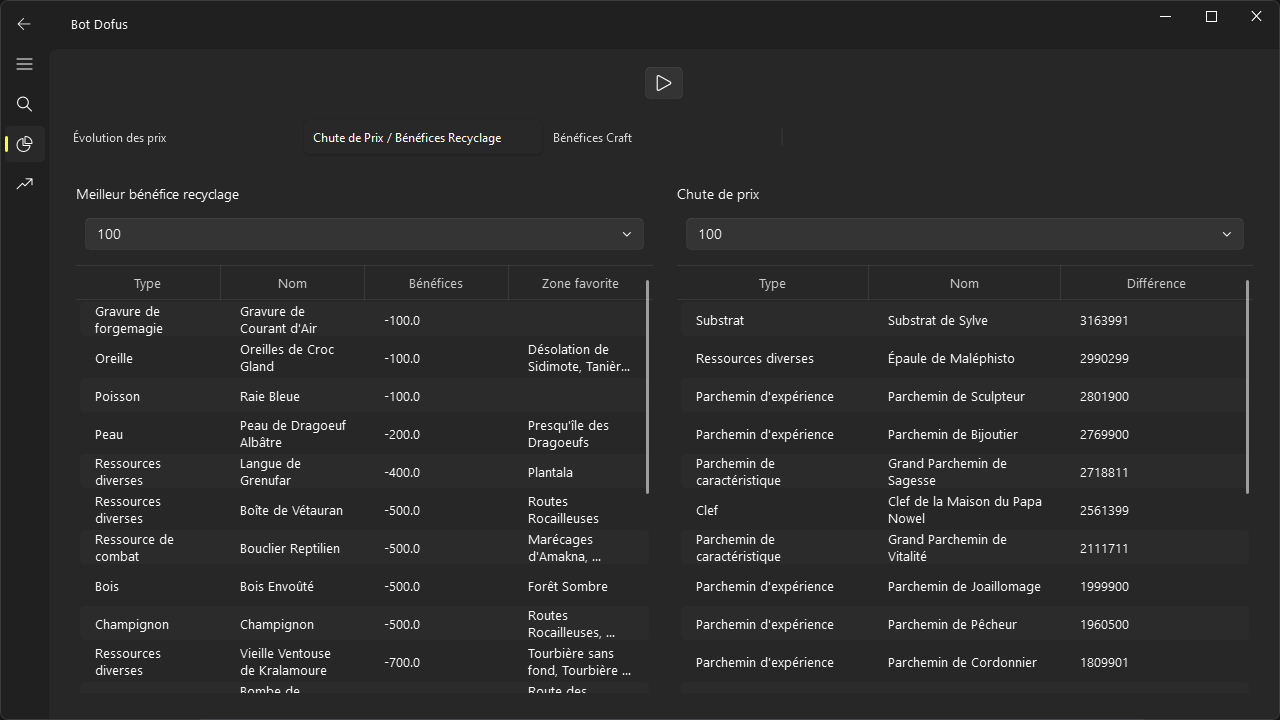 Bot Dofus
Évolution des prix
Chute de Prix / Bénéfices Recyclage
Bénéfices Craft
Meilleur bénéfice recyclage
100
Type
Nom
Bénéfices
Zone favorite
Gravure de
forgemagie
Gravure de
Courant d'Air
-100.0
Oreille
Oreilles de Croc
Gland
-100.0
Désolation de
Sidimote, Tanièr...
Poisson
Raie Bleue
-100.0
Peau
Peau de Dragoeuf
Albâtre
-200.0
Presqu'île des
Dragoeufs
Ressources
diverses
Langue de
Grenufar
-400.0
Plantala
Ressources
diverses
Boîte de Vétauran
-500.0
Routes
Rocailleuses
Ressource de
combat
Bouclier Reptilien
-500.0
Marécages
d'Amakna, ...
Bois
Bois Envoûté
-500.0
Forêt Sombre
Champignon
Champignon
-500.0
Routes
Rocailleuses, ...
Ressources
diverses
Vieille Ventouse
de Kralamoure
-700.0
Tourbière sans
fond, Tourbière ...
Bombe de
Route des
Chute de prix
100
Type
Nom
Différence
Substrat
Substrat de Sylve
3163991
Ressources diverses
Épaule de Maléphisto
2990299
Parchemin d'expérience
Parchemin de Sculpteur
2801900
Parchemin d'expérience
Parchemin de Bijoutier
2769900
Parchemin de
caractéristique
Grand Parchemin de
Sagesse
2718811
Clef
Clef de la Maison du Papa
Nowel
2561399
Parchemin de
caractéristique
Grand Parchemin de
Vitalité
2111711
Parchemin d'expérience
Parchemin de Joaillomage
1999900
Parchemin d'expérience
Parchemin de Pêcheur
1960500
Parchemin d'expérience
Parchemin de Cordonnier
1809901